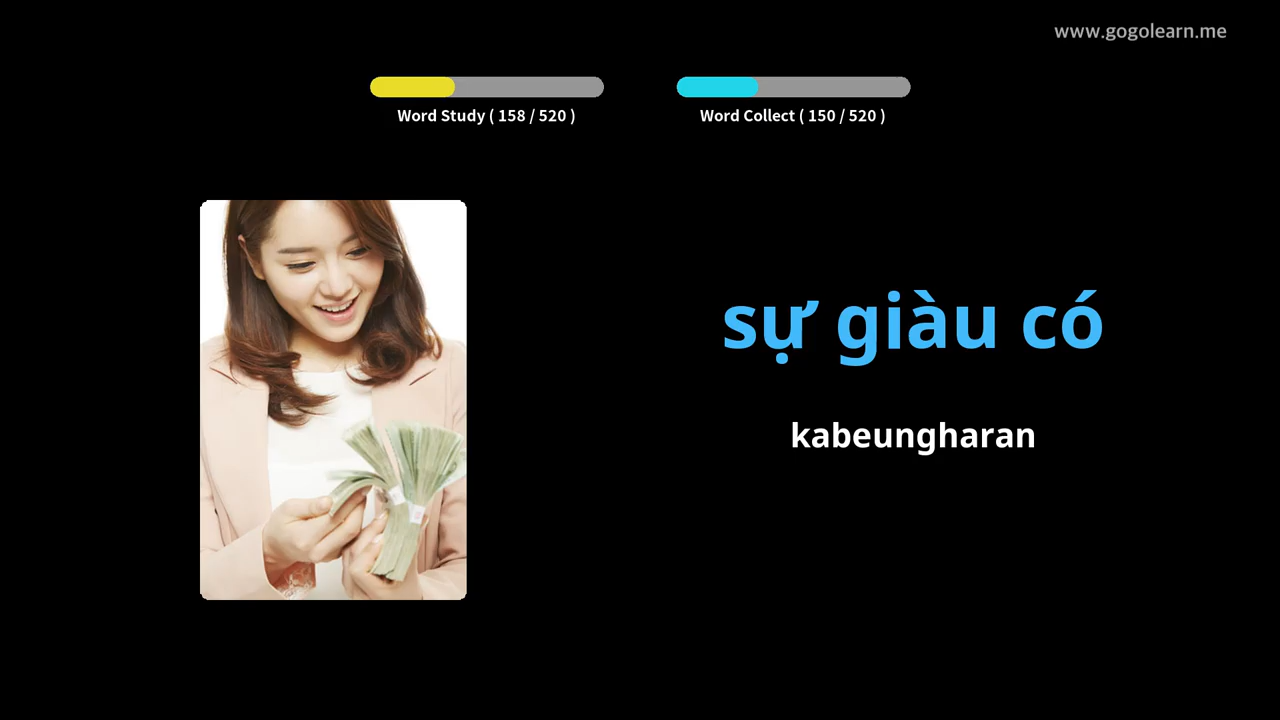 www.gogolearn.me
Word Study ( 158 / 520 )
Word Collect ( 150 / 520 )
sự giàu có
kabeungharan